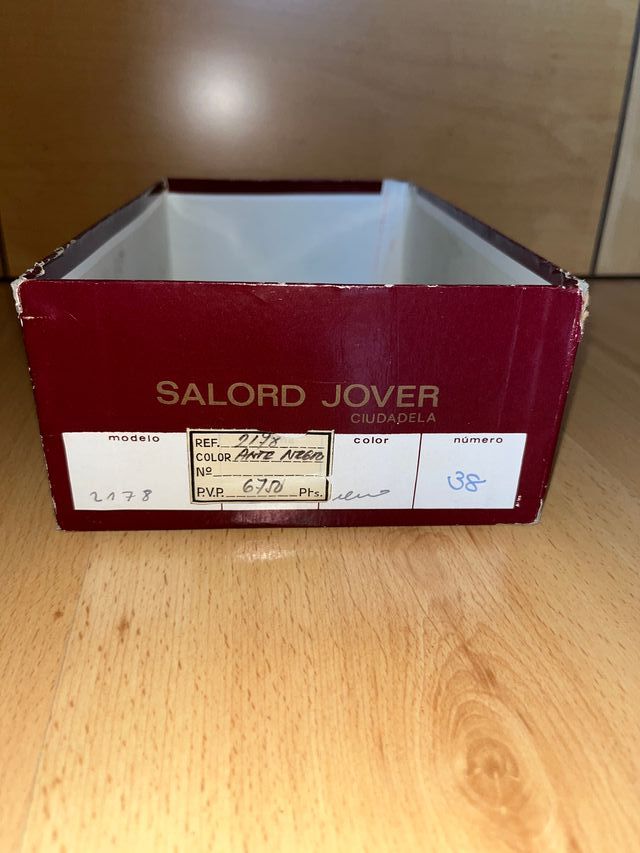 SALORD JOVER
CIUDADELA
modelo
2178
REF. 2178
COLOR ANTE NEGRO
Nº
P.V.P. 6750 Pts.
color
número
38